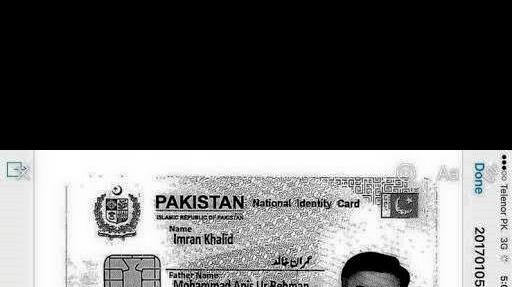 PAKISTAN National Identity Card
ISLAMIC REPUBLIC OF PAKISTAN
Name
Imran Khalid
عمران خالد
Father Name
Mohammad Anis Ur Rehman
Aa
Done
20170105
Telenor PK 3G